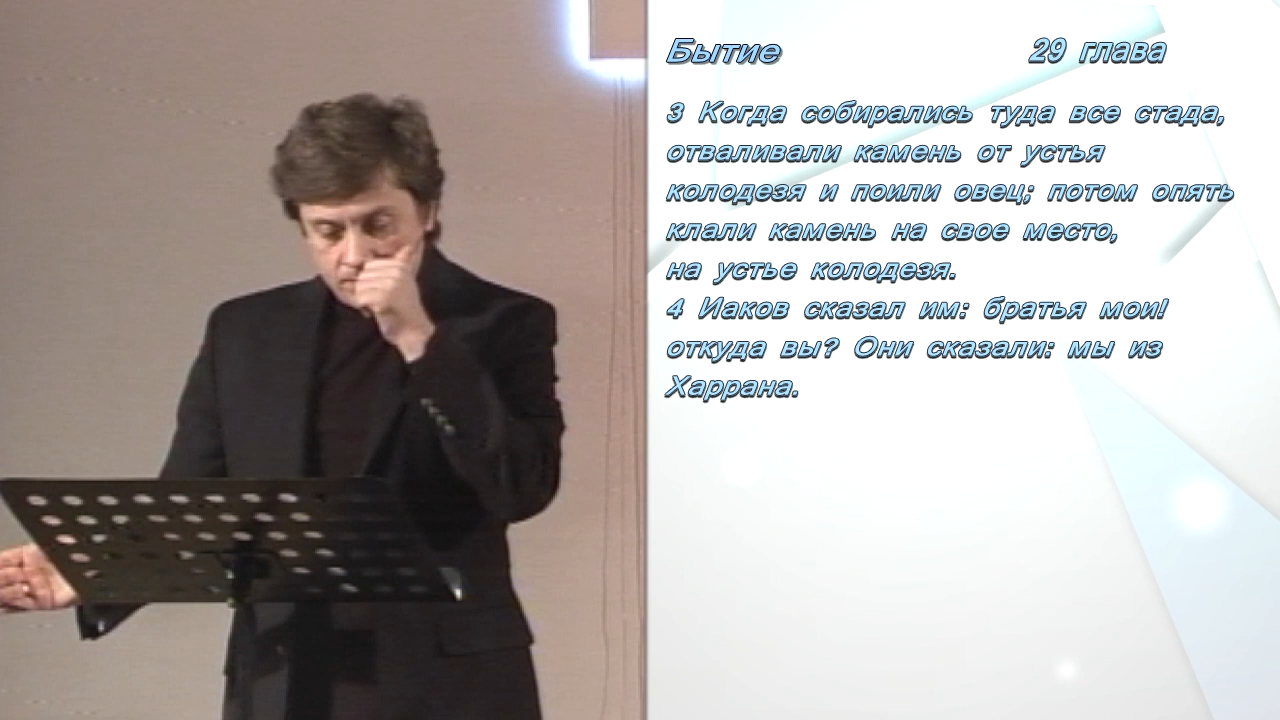 Бытие 29 глава
3 Когда собирались туда все стада,
отваливали камень от устья
колодезя и поили овец; потом опять
клали камень на свое место,
на устье колодезя.
4 Иаков сказал им: братья мои!
откуда вы? Они сказали: мы из
Харрана.